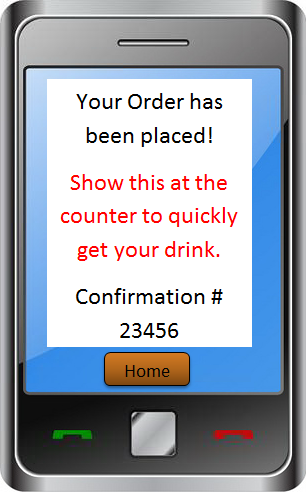 Your Order has
been placed!
Show this at the
counter to quickly
get your drink.
Confirmation #
23456
Home